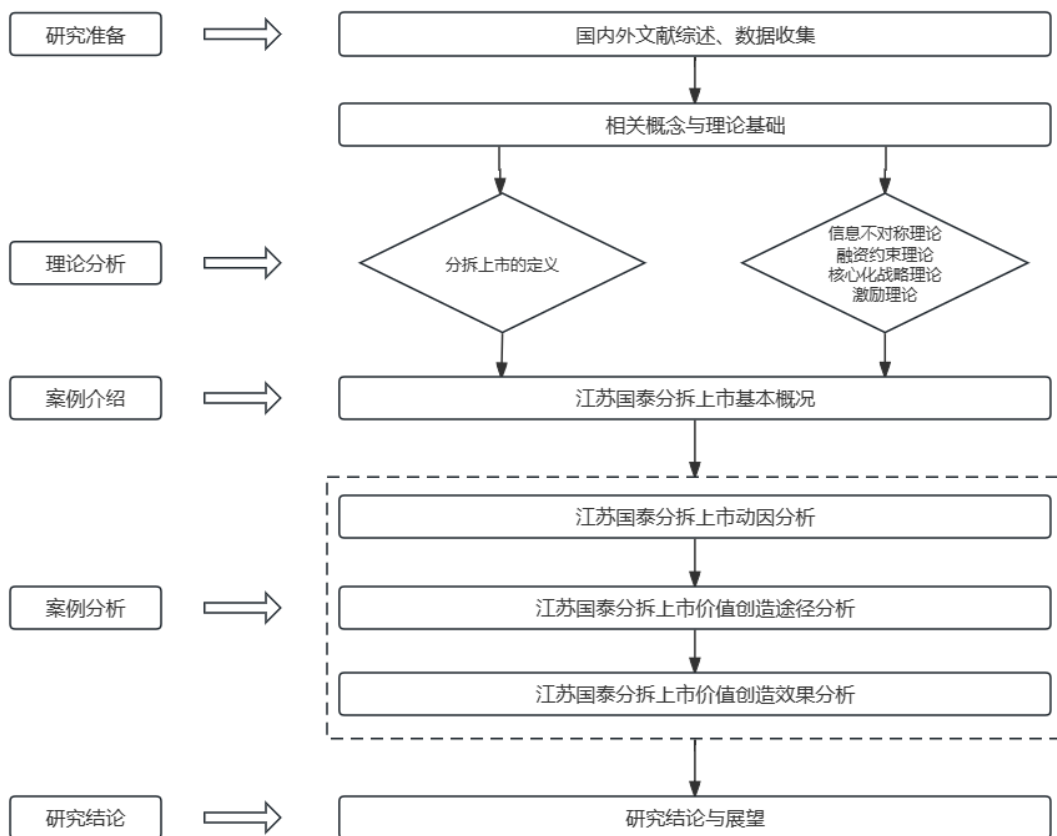 研究准备
国内外文献综述、数据收集
相关概念与理论基础
理论分析
分拆上市的定义
信息不对称理论
融资约束理论
核心化战略理论
激励理论
案例介绍
江苏国泰分拆上市基本概况
江苏国泰分拆上市动因分析
案例分析
江苏国泰分拆上市价值创造途径分析
江苏国泰分拆上市价值创造效果分析
研究结论
研究结论与展望